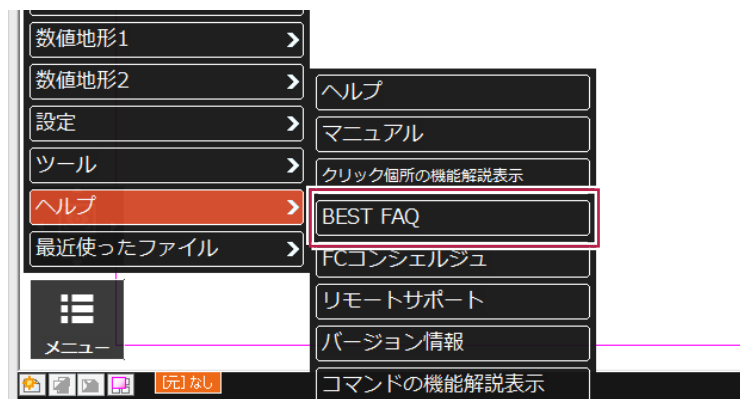 数値地形1
数値地形2
設定
ツール
ヘルプ
最近使ったファイル
メニュー
[元] なし
ヘルプ
マニュアル
クリック個所の機能解説表示
BEST FAQ
FCコンシェルジュ
リモートサポート
バージョン情報
コマンドの機能解説表示